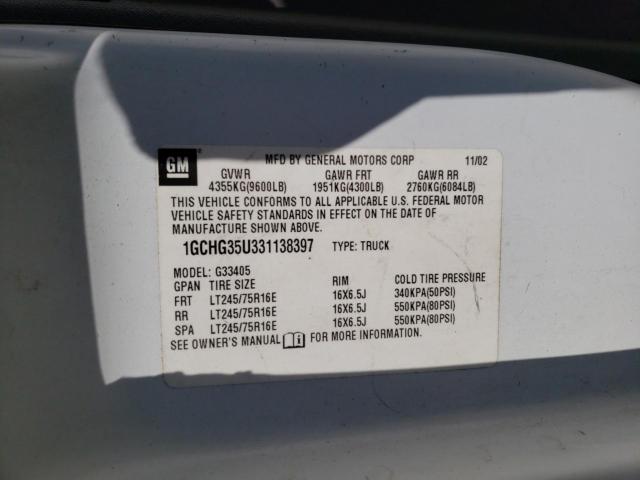 GM ® MFD BY GENERAL MOTORS CORP 11/02
GVWR GAWR FRT GAWR RR
4355KG(9600LB) 1951KG(4300LB) 2760KG(6084LB)
THIS VEHICLE CONFORMS TO ALL APPLICABLE U.S. FEDERAL MOTOR
VEHICLE SAFETY STANDARDS IN EFFECT ON THE DATE OF
MANUFACTURE SHOWN ABOVE.
1GCHG35U331138397 TYPE: TRUCK
MODEL: G33405
GPAN TIRE SIZE RIM COLD TIRE PRESSURE
FRT LT245/75R16E 16X6.5J 340KPA(50PSI)
RR LT245/75R16E 16X6.5J 550KPA(80PSI)
SPA LT245/75R16E 16X6.5J 550KPA(80PSI)
SEE OWNER'S MANUAL FOR MORE INFORMATION.